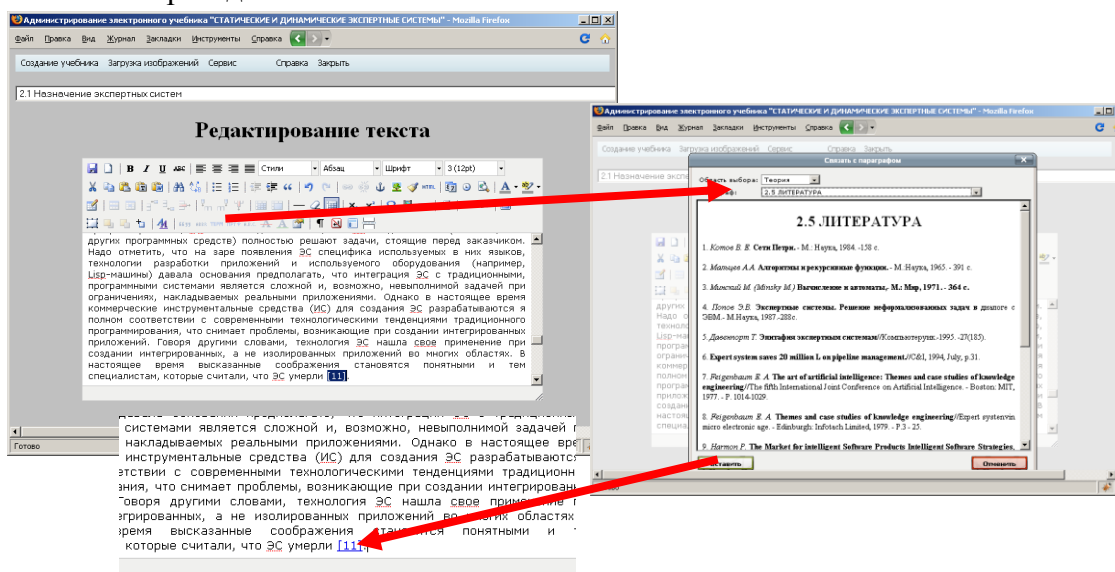 Администрирование электронного учебника "СТАТИЧЕСКИЕ И ДИНАМИЧЕСКИЕ ЭКСПЕРТНЫЕ СИСТЕМЫ" - Mozilla Firefox
Файл Правка Вид Журнал Закладки Инструменты Справка
Создание учебника Загрузка изображений Сервис Справка Закрыть
2.1 Назначение экспертных систем
Редактирование текста
B I U ABC Стили Абзац Шрифт 3 (12pt)
HTML
других программных средств) полностью решают задачи, стоящие перед заказчиком.
Надо отметить, что на заре появления ЭС специфика используемых в них языков,
технологии разработки приложений и используемого оборудования (например,
Lisp-машины) давала основания предполагать, что интеграция ЭС с традиционными,
программными системами является сложной и, возможно, невыполнимой задачей при
ограничениях, накладываемых реальными приложениями. Однако в настоящее время
коммерческие инструментальные средства (ИС) для создания ЭС разрабатываются в
полном соответствии с современными технологическими тенденциями традиционного
программирования, что снимает проблемы, возникающие при создании интегрированных
приложений. Говоря другими словами, технология ЭС нашла свое применение при
создании интегрированных, а не изолированных приложений во многих областях. В
настоящее время высказанные соображения становятся понятными и тем
специалистам, которые считали, что ЭС умерли [11].
Готово
системами является сложной и, возможно, невыполнимой задачей
накладываемых реальными приложениями. Однако в настоящее
инструментальные средства (ИС) для создания ЭС разрабатываются
с современными технологическими тенденциями
что снимает проблемы, возникающие при создании
Говоря другими словами, технология ЭС нашла свое
а не изолированных приложений во многих областях
время высказанные соображения становятся понятными и
которые считали, что ЭС умерли [11].
Администрирование электронного учебника "СТАТИЧЕСКИЕ И ДИНАМИЧЕСКИЕ ЭКСПЕРТНЫЕ СИСТЕМЫ" - Mozilla Firefox
Файл Правка Вид Журнал Закладки Инструменты Справка
Создание учебника Загрузка изображений Сервис Справка Закрыть
Связать с параграфом
Область выбора: Теория
2.5 ЛИТЕРАТУРА
2.5 ЛИТЕРАТУРА
1. Котов В. Е. Сети Петри. - М.: Наука, 1984. -158 с.
2. Мальцев А.А. Алгоритмы и рекурсивные функции. - М. Наука, 1965. - 391 с.
3. Минский М. (Minsky M.) Вычисление и автоматы,- М.: Мир, 1971. - 364 с.
4. Попов Э.В. Экспертные системы. Решение неформализованных задач в диалоге с
ЭВМ.- М.Наука, 1987.-288с.
5. Давенпорт Т. Эпитафия экспертным системам//Компьютеруик.-1995. -27(185).
6. Expert system saves 20 million L on pipeline management.//C&I, 1994, July, p.31.
7. Feigenbaum E. A. The art of artificial intelligence: Themes and case studies of knowledge
engineering//The fifth International Joint Conference on Artificial Intelligence. - Boston: MIT,
1977. - P. 1014-1029.
8. Feigenbaum E. A. Themes and case studies of knowledge engineering//Expert systemvin
micro electronic age. - Edinburgh: Infotech Limited, 1979. - P.3 - 25.
9. Harmon P. The Market for intelligent Software Products Intelligent Software Strategies.
Вставить Отменить